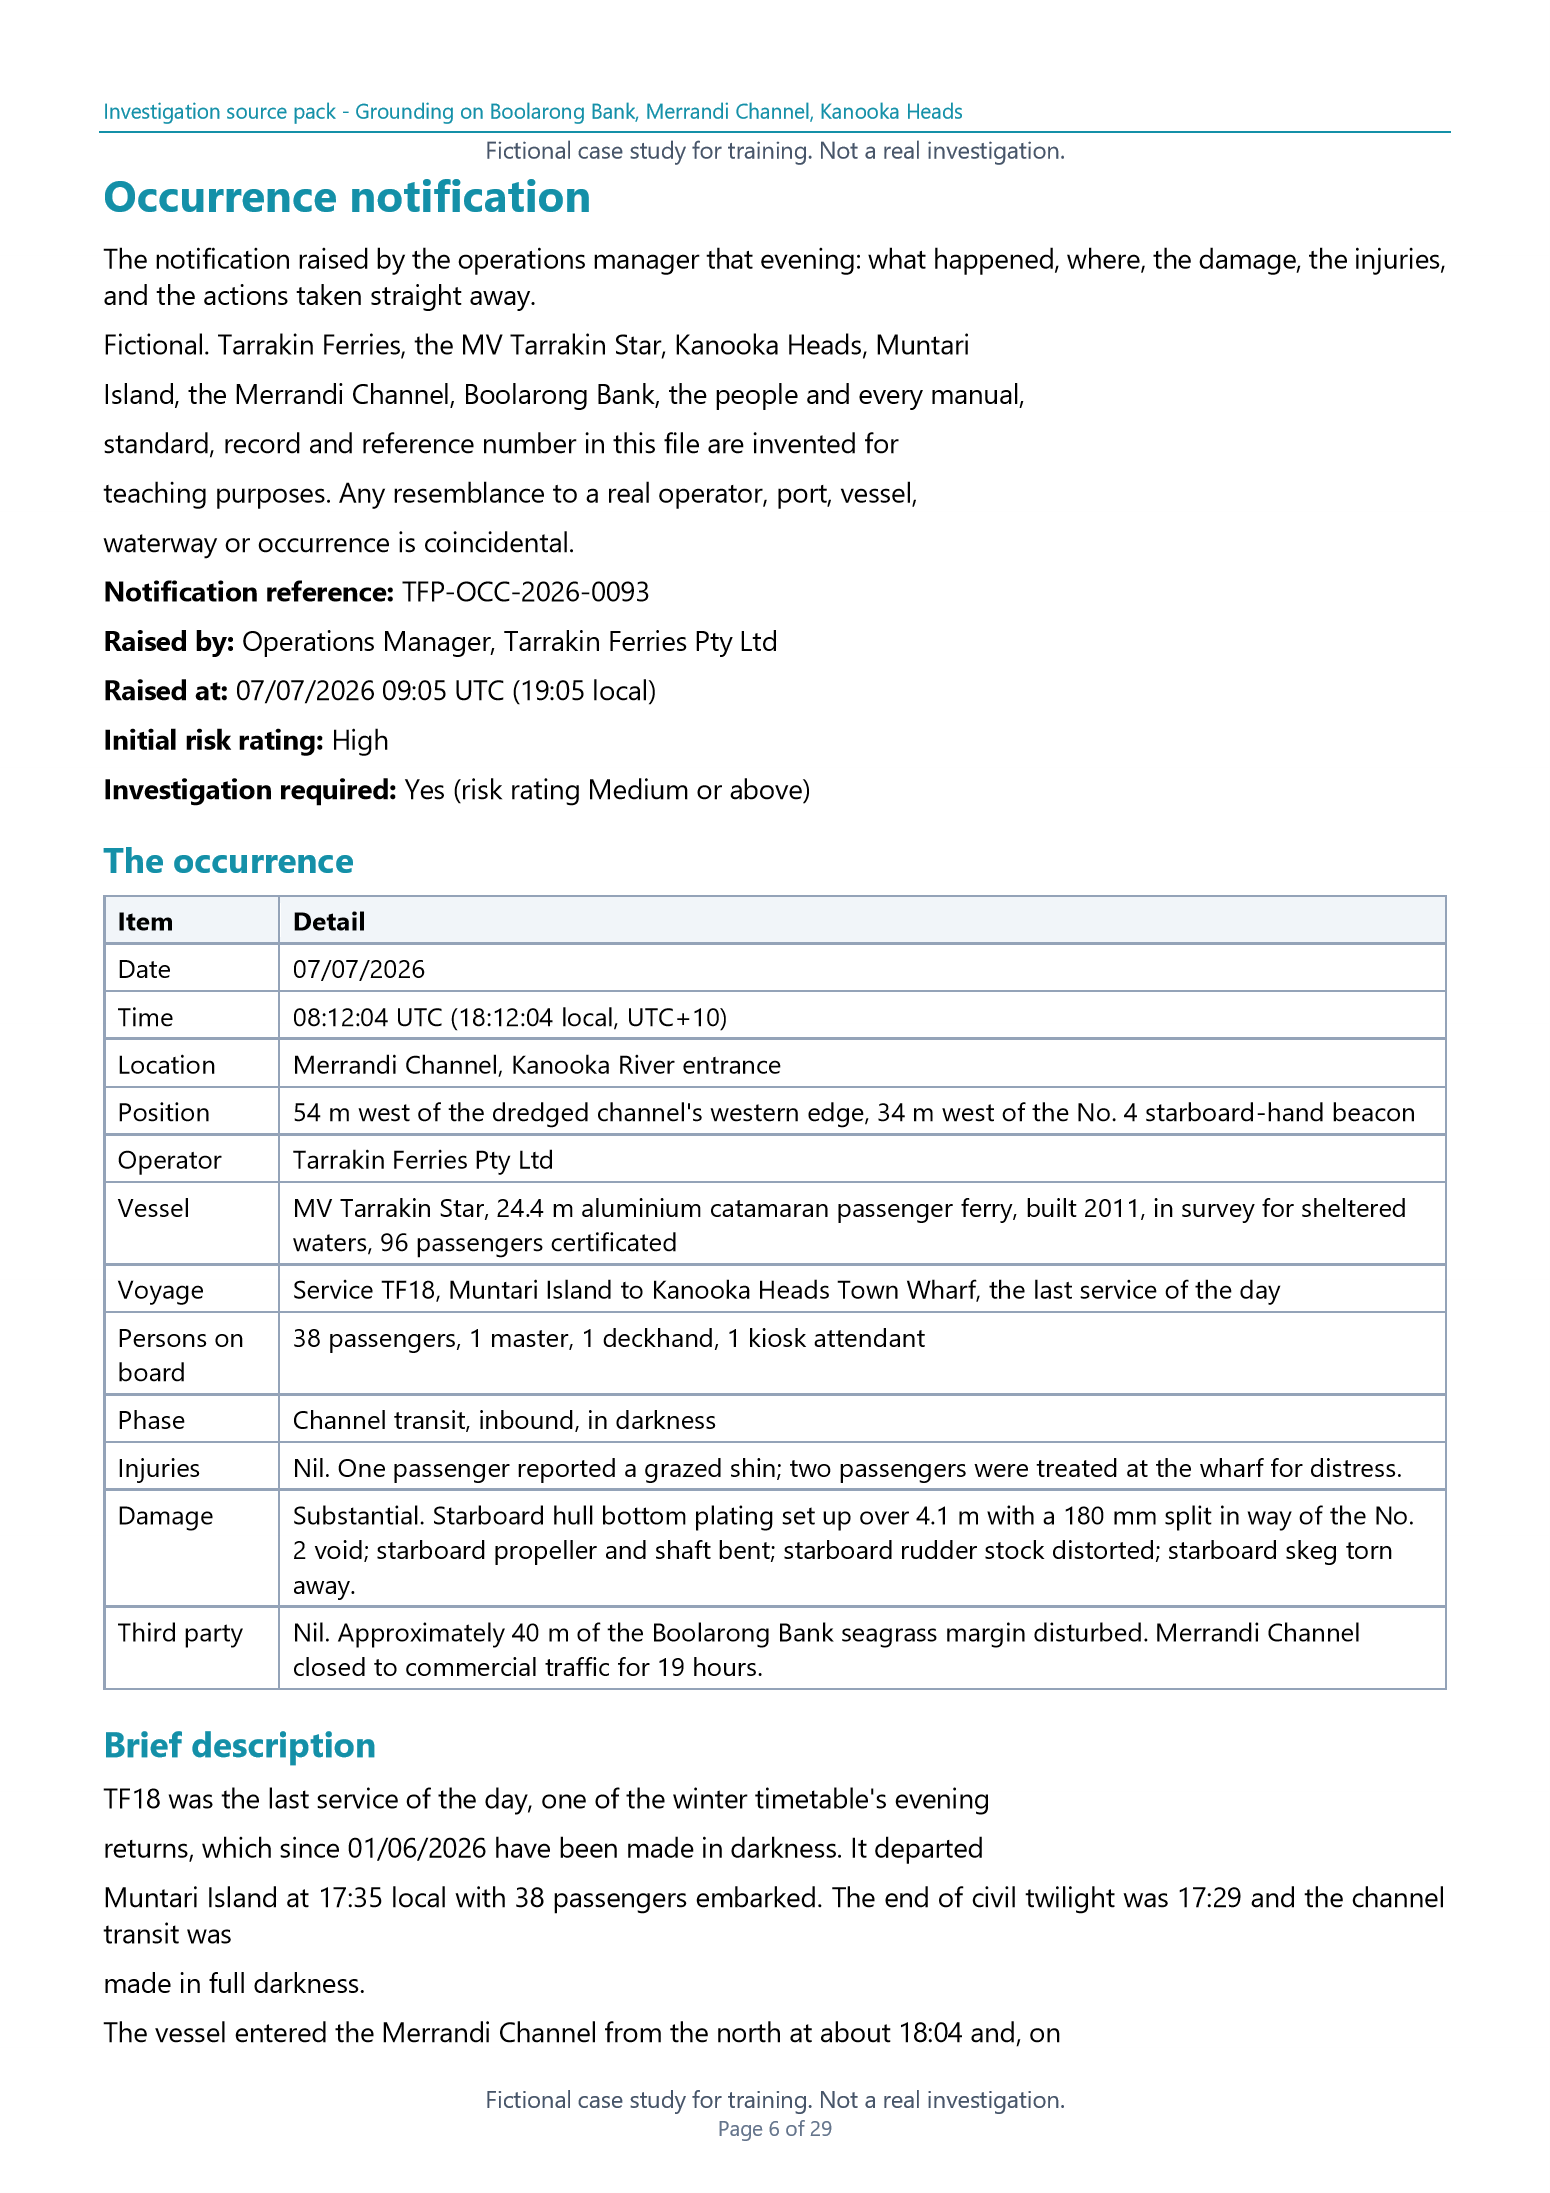 Investigation source pack - Grounding on Boolarong Bank, Merrandi Channel, Kanooka Heads
Fictional case study for training. Not a real investigation.
Occurrence notification
The notification raised by the operations manager that evening: what happened, where, the damage, the injuries,
and the actions taken straight away.
Fictional. Tarrakin Ferries, the MV Tarrakin Star, Kanooka Heads, Muntari
Island, the Merrandi Channel, Boolarong Bank, the people and every manual,
standard, record and reference number in this file are invented for
teaching purposes. Any resemblance to a real operator, port, vessel,
waterway or occurrence is coincidental.
Notification reference: TFP-OCC-2026-0093
Raised by: Operations Manager, Tarrakin Ferries Pty Ltd
Raised at: 07/07/2026 09:05 UTC (19:05 local)
Initial risk rating: High
Investigation required: Yes (risk rating Medium or above)
The occurrence
Item Detail
Date 07/07/2026
Time 08:12:04 UTC (18:12:04 local, UTC+10)
Location Merrandi Channel, Kanooka River entrance
Position 54 m west of the dredged channel's western edge, 34 m west of the No. 4 starboard-hand beacon
Operator Tarrakin Ferries Pty Ltd
Vessel MV Tarrakin Star, 24.4 m aluminium catamaran passenger ferry, built 2011, in survey for sheltered
waters, 96 passengers certificated
Voyage Service TF18, Muntari Island to Kanooka Heads Town Wharf, the last service of the day
Persons on 38 passengers, 1 master, 1 deckhand, 1 kiosk attendant
board
Phase Channel transit, inbound, in darkness
Injuries Nil. One passenger reported a grazed shin; two passengers were treated at the wharf for distress.
Damage Substantial. Starboard hull bottom plating set up over 4.1 m with a 180 mm split in way of the No.
2 void; starboard propeller and shaft bent; starboard rudder stock distorted; starboard skeg torn
away.
Third party Nil. Approximately 40 m of the Boolarong Bank seagrass margin disturbed. Merrandi Channel
closed to commercial traffic for 19 hours.
Brief description
TF18 was the last service of the day, one of the winter timetable's evening
returns, which since 01/06/2026 have been made in darkness. It departed
Muntari Island at 17:35 local with 38 passengers embarked. The end of civil twilight was 17:29 and the channel
transit was
made in full darkness.
The vessel entered the Merrandi Channel from the north at about 18:04 and, on
Fictional case study for training. Not a real investigation.
Page 6 of 29